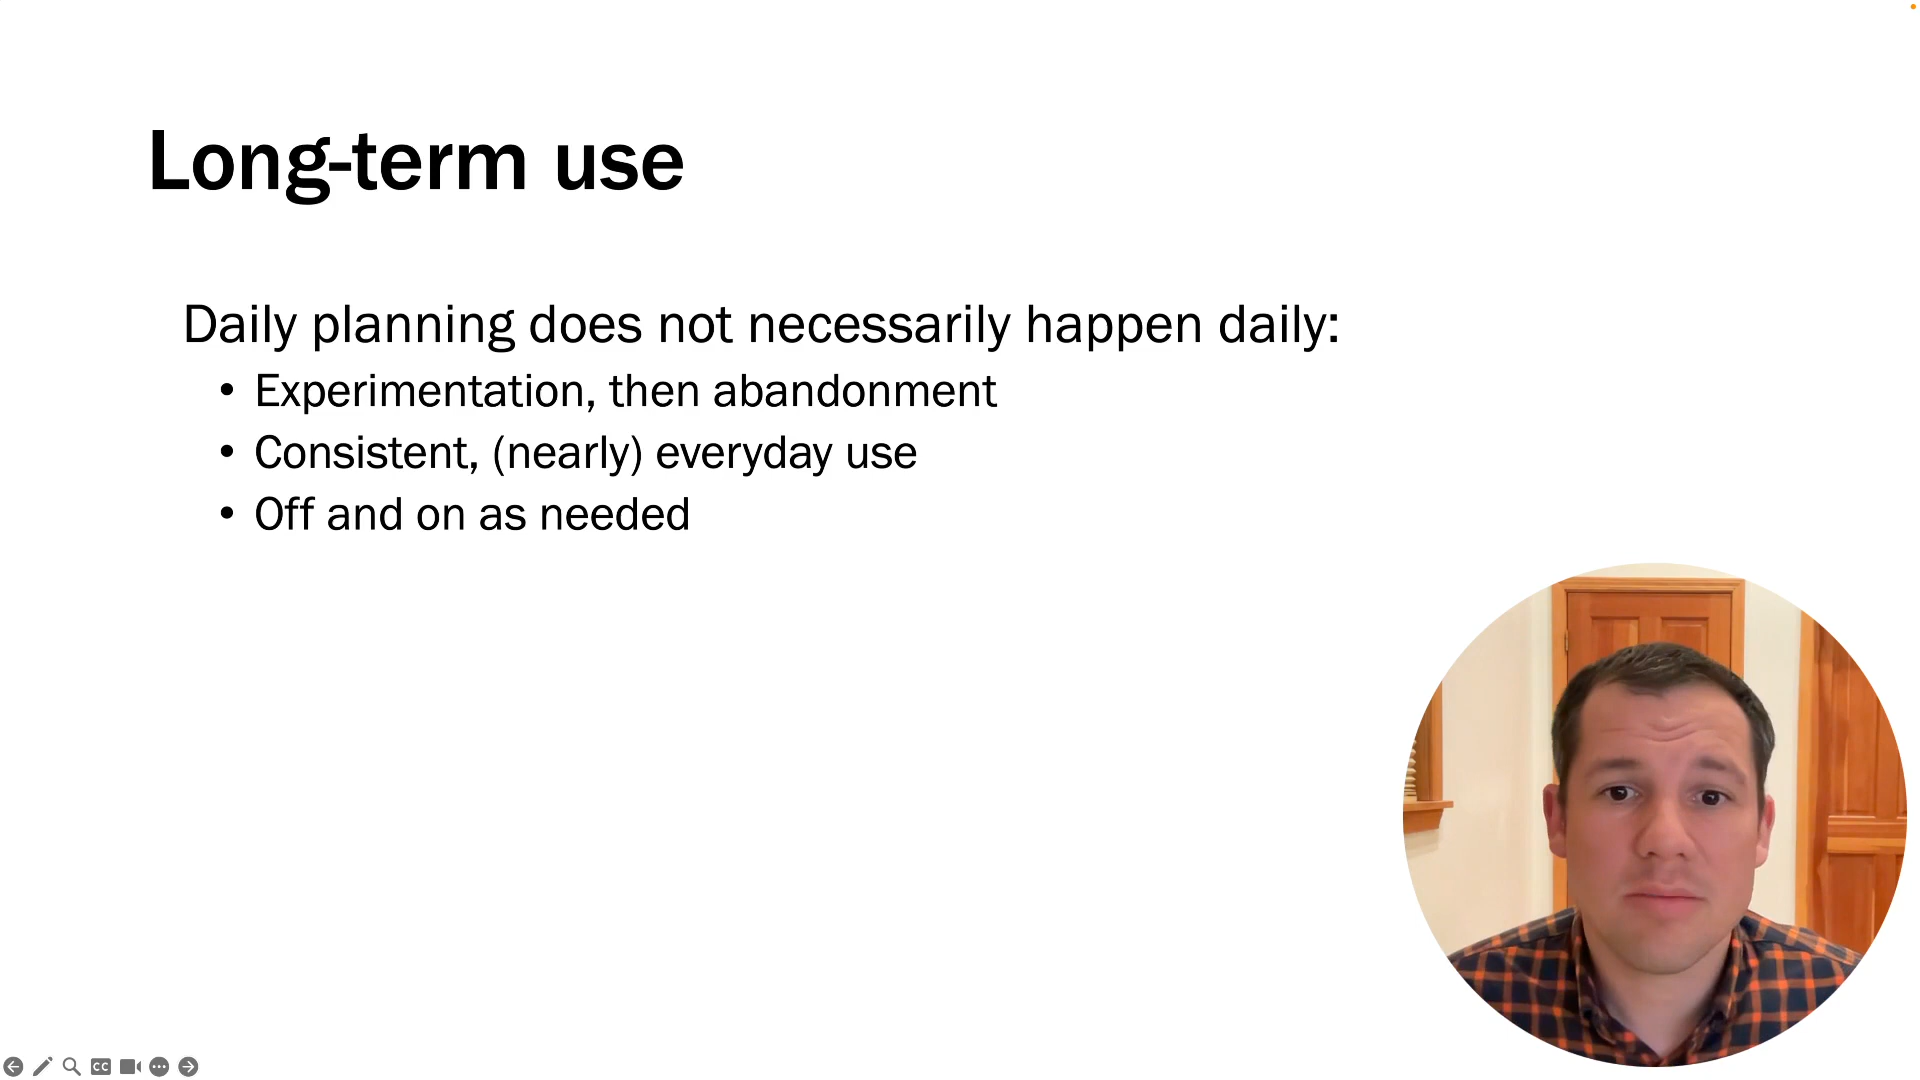 Long-term use
Daily planning does not necessarily happen daily:
• Experimentation, then abandonment
• Consistent, (nearly) everyday use
• Off and on as needed
CC